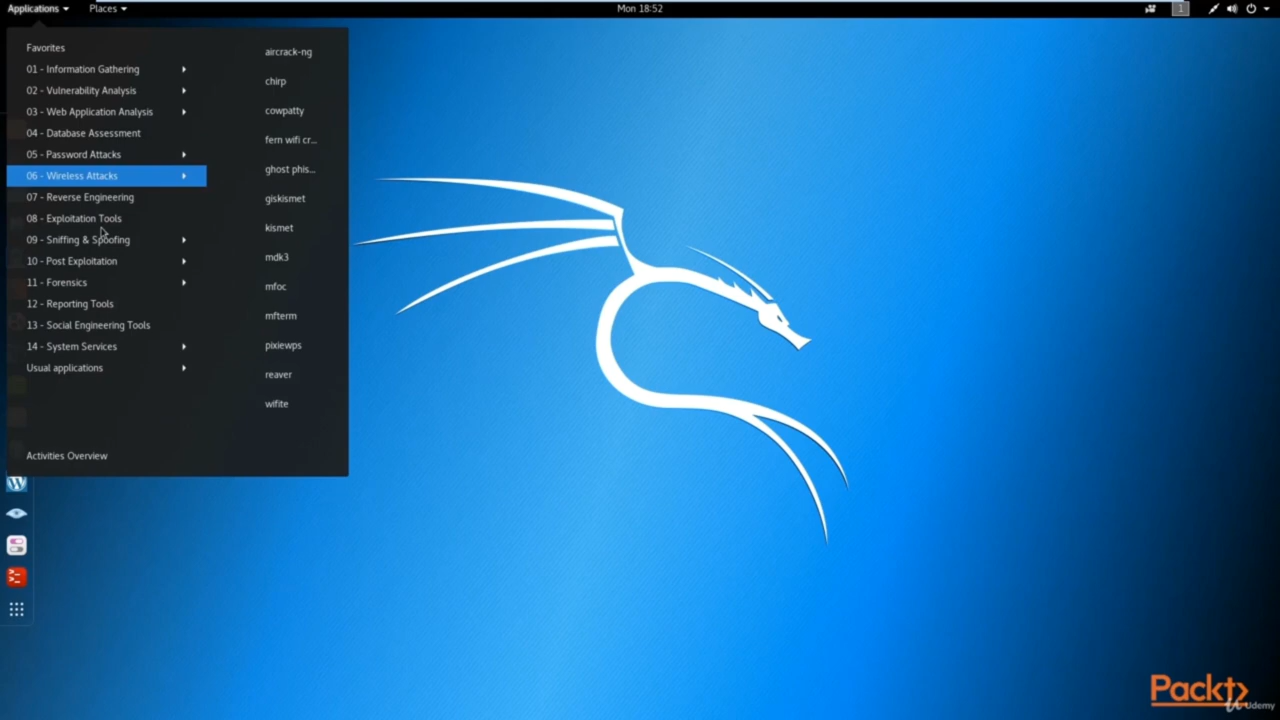 Applications Places Mon 18:52 1
Favorites
01 - Information Gathering
02 - Vulnerability Analysis
03 - Web Application Analysis
04 - Database Assessment
05 - Password Attacks
06 - Wireless Attacks
07 - Reverse Engineering
08 - Exploitation Tools
09 - Sniffing & Spoofing
10 - Post Exploitation
11 - Forensics
12 - Reporting Tools
13 - Social Engineering Tools
14 - System Services
Usual applications
Activities Overview
aircrack-ng
chirp
cowpatty
fern wifi cr...
ghost phis...
giskismet
kismet
mdk3
mfoc
mfterm
pixiewps
reaver
wifite
Packt
Udemy